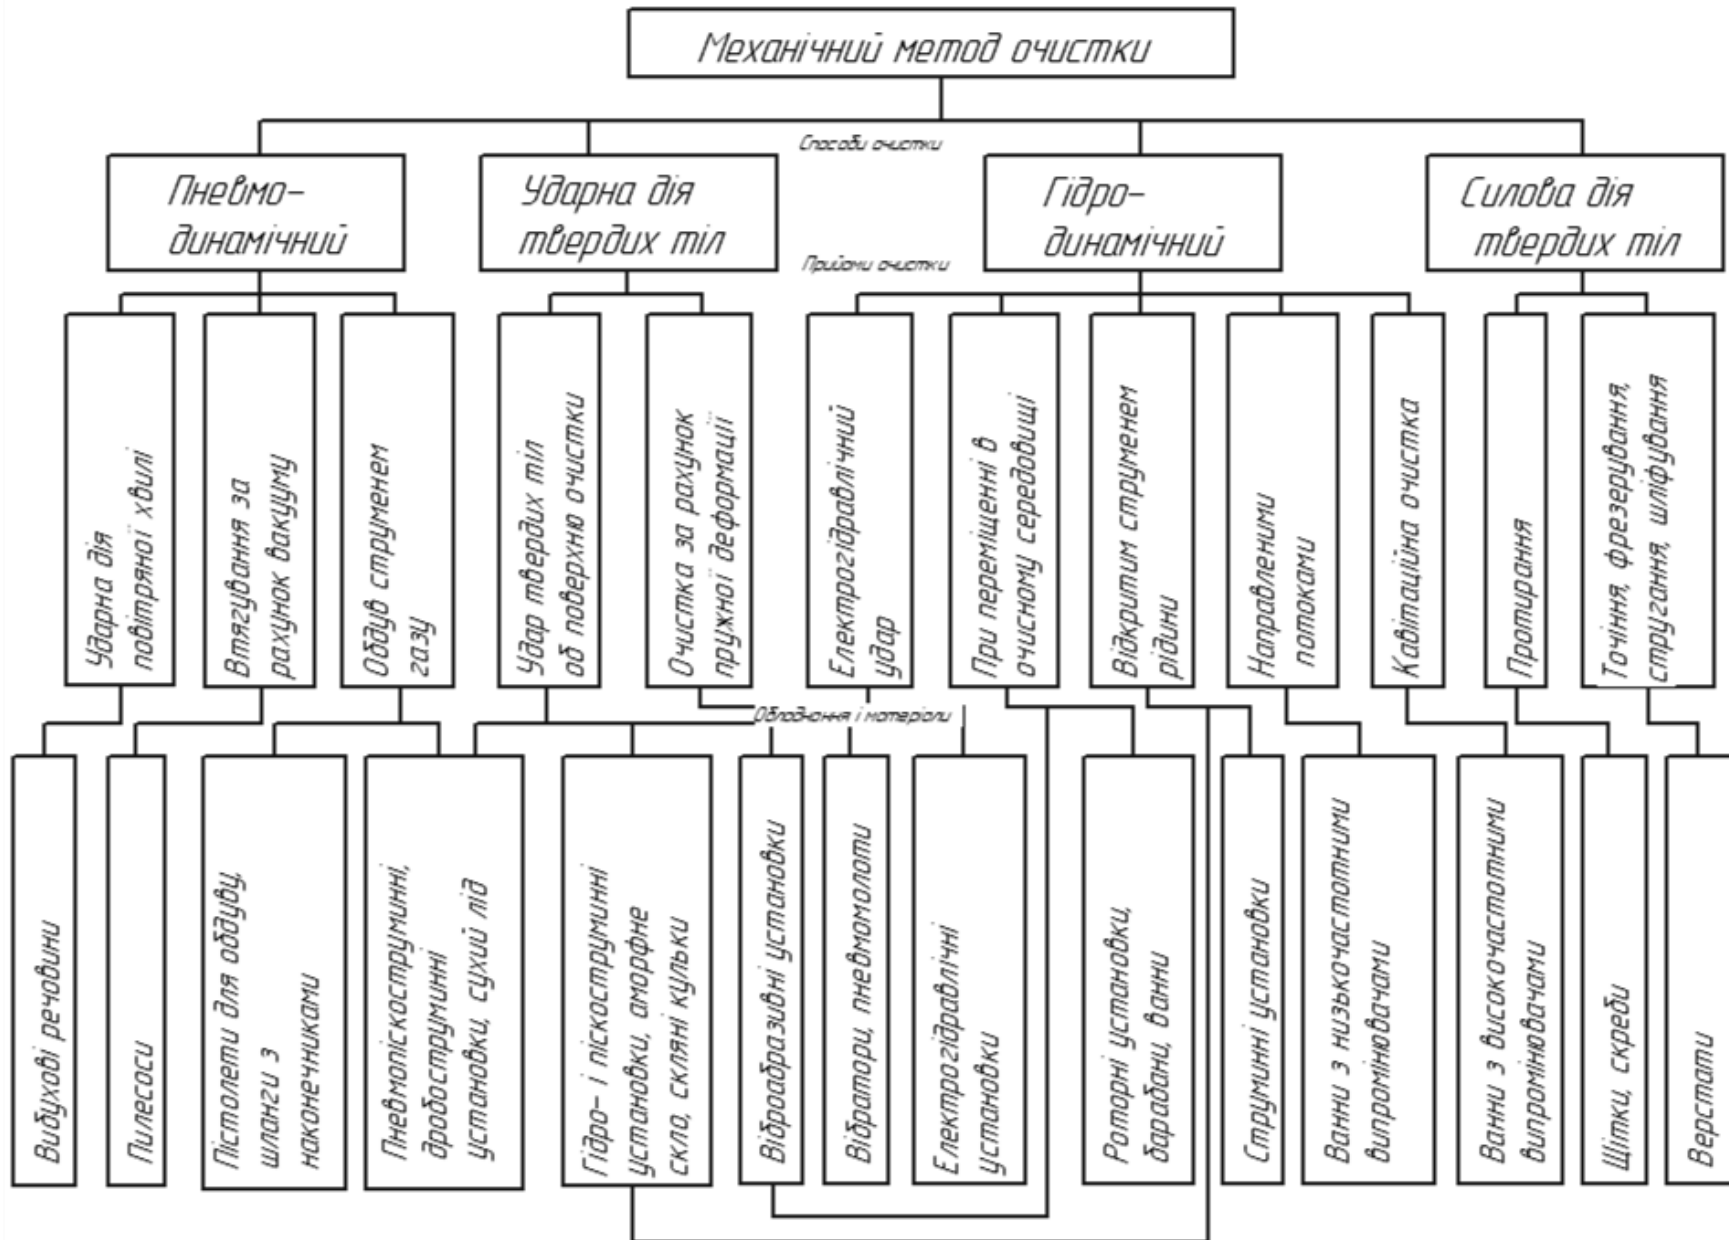 Механічний метод очистки
Способи очистки
Пневмо-
динамічний
Ударна дія
твердих тіл
Гідро-
динамічний
Силова дія
твердих тіл
Прийоми очистки
Ударна дія
повітряної хвилі
Втягування за
рахунок вакууму
Обдув струменем
газу
Удар твердих тіл
об поверхню очистки
Очистка за рахунок
пружної деформації
Електрогідравлічний
удар
При переміщенні в
очисному середовищі
Відкритим струменем
рідини
Направленими
потоками
Кавітаційна очистка
Протирання
Точіння, фрезерування,
стругання, шліфування
Обладнання і матеріали
Вибухові речовини
Пилесоси
Пістолети для обдуву,
шланги з
наконечниками
Пневмопіскоструминні,
дробоструминні
установки, сухий лід
Гідро- і піскоструминні
установки, аморфне
скло, скляні кульки
Віброабразивні установки
Вібратори, пневмомолоти
Електрогідравлічні
установки
Роторні установки,
барабани, ванни
Струминні установки
Ванни з низькочастотними
випромінювачами
Ванни з височастотними
випромінювачами
Щітки, скреби
Верстати